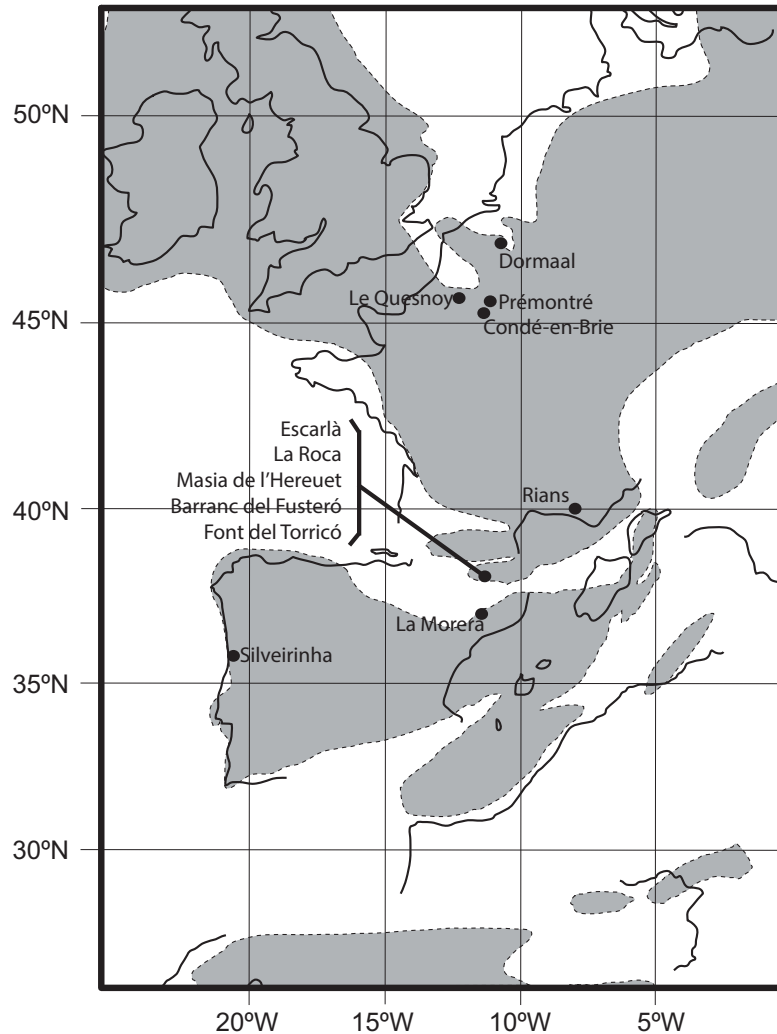 50ºN
Dormaal
Le Quesnoy
Prémontré
Condé-en-Brie
45ºN
Escarlà
La Roca
Masia de l'Hereuet
Barranc del Fusteró
Font del Torricó
Rians
40ºN
La Morera
Silveirinha
35ºN
30ºN
20ºW 15ºW 10ºW 5ºW